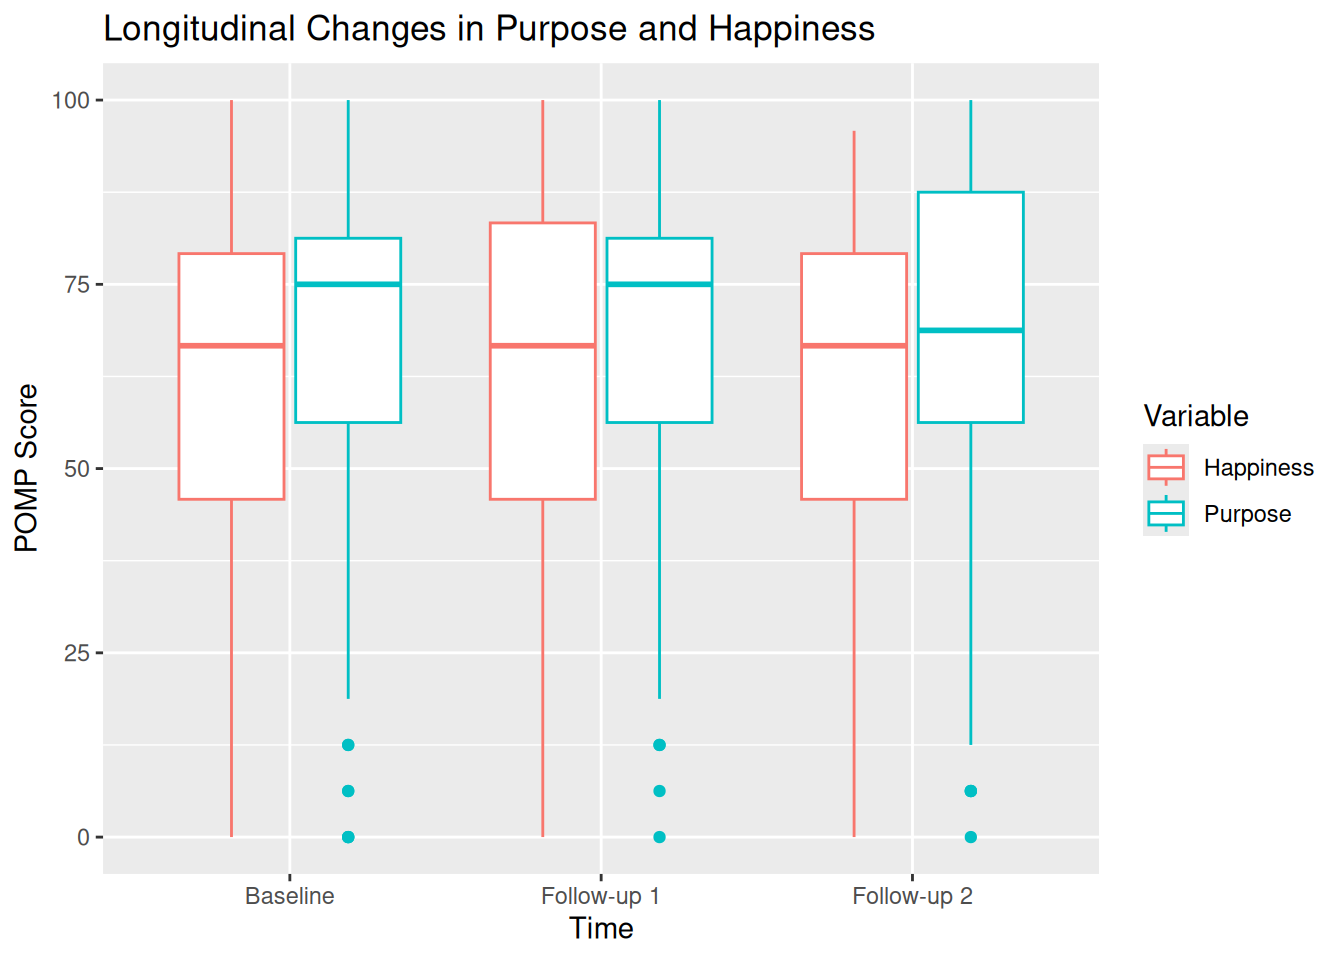 Longitudinal Changes in Purpose and Happiness
100
75
50
25
0
POMP Score
Baseline
Follow-up 1
Follow-up 2
Time
Variable
Happiness
Purpose